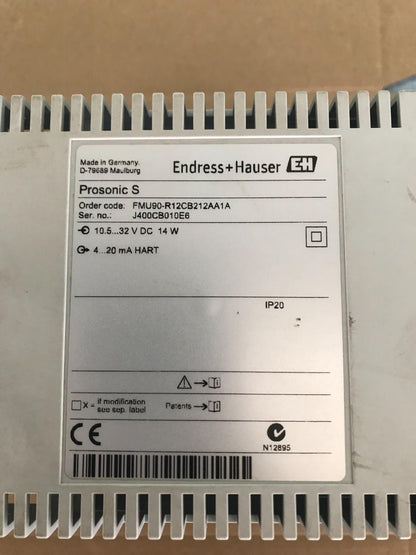 Made in Germany,
D-79689 Maulburg
Endress+Hauser EH
Prosonic S
Order code: FMU90-R12CB212AA1A
Ser. no.: J400CB010E6
10.5...32 V DC 14 W
4...20 mA HART
IP20
X = if modification
see sep. label
Patents
i
CE
N12895